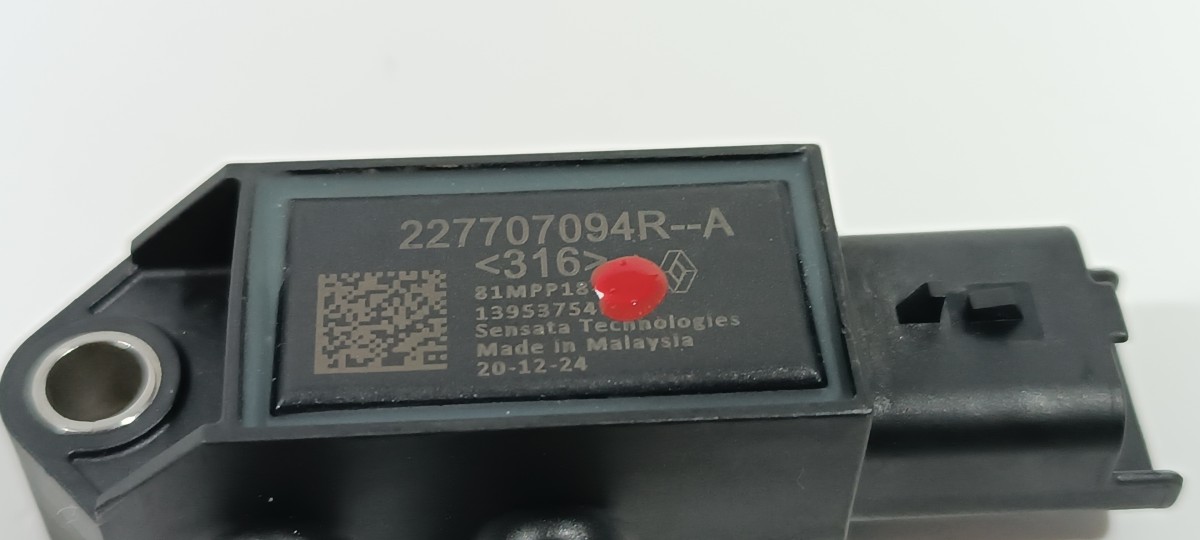 227707094R--A
<316>
81MPP18
13953754
Sensata Technologies
Made in Malaysia
20-12-24